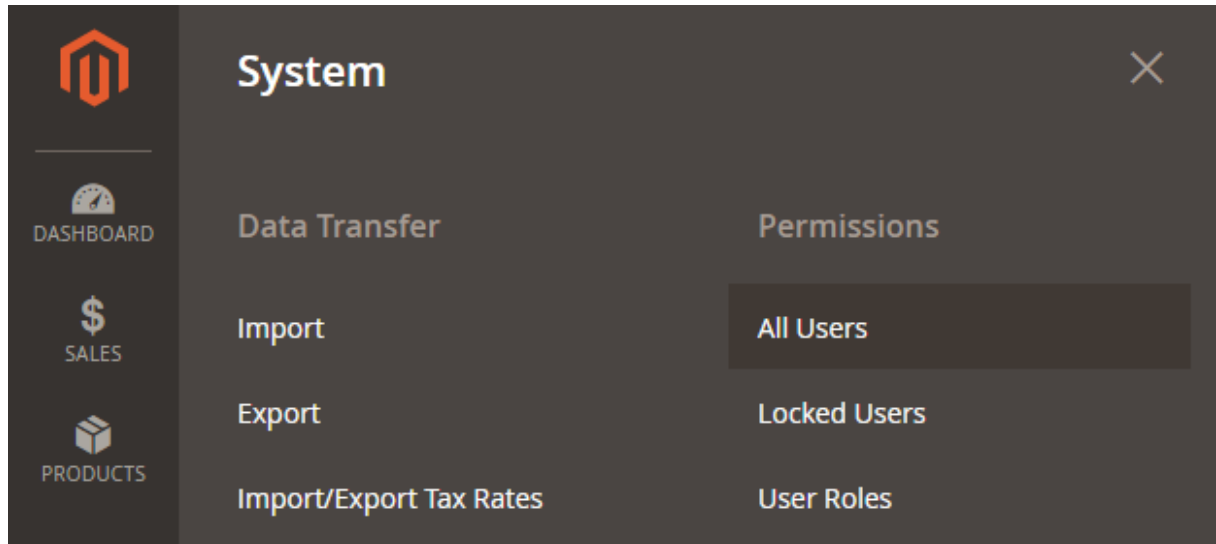 System
DASHBOARD
SALES
PRODUCTS
Data Transfer
Import
Export
Import/Export Tax Rates
Permissions
All Users
Locked Users
User Roles